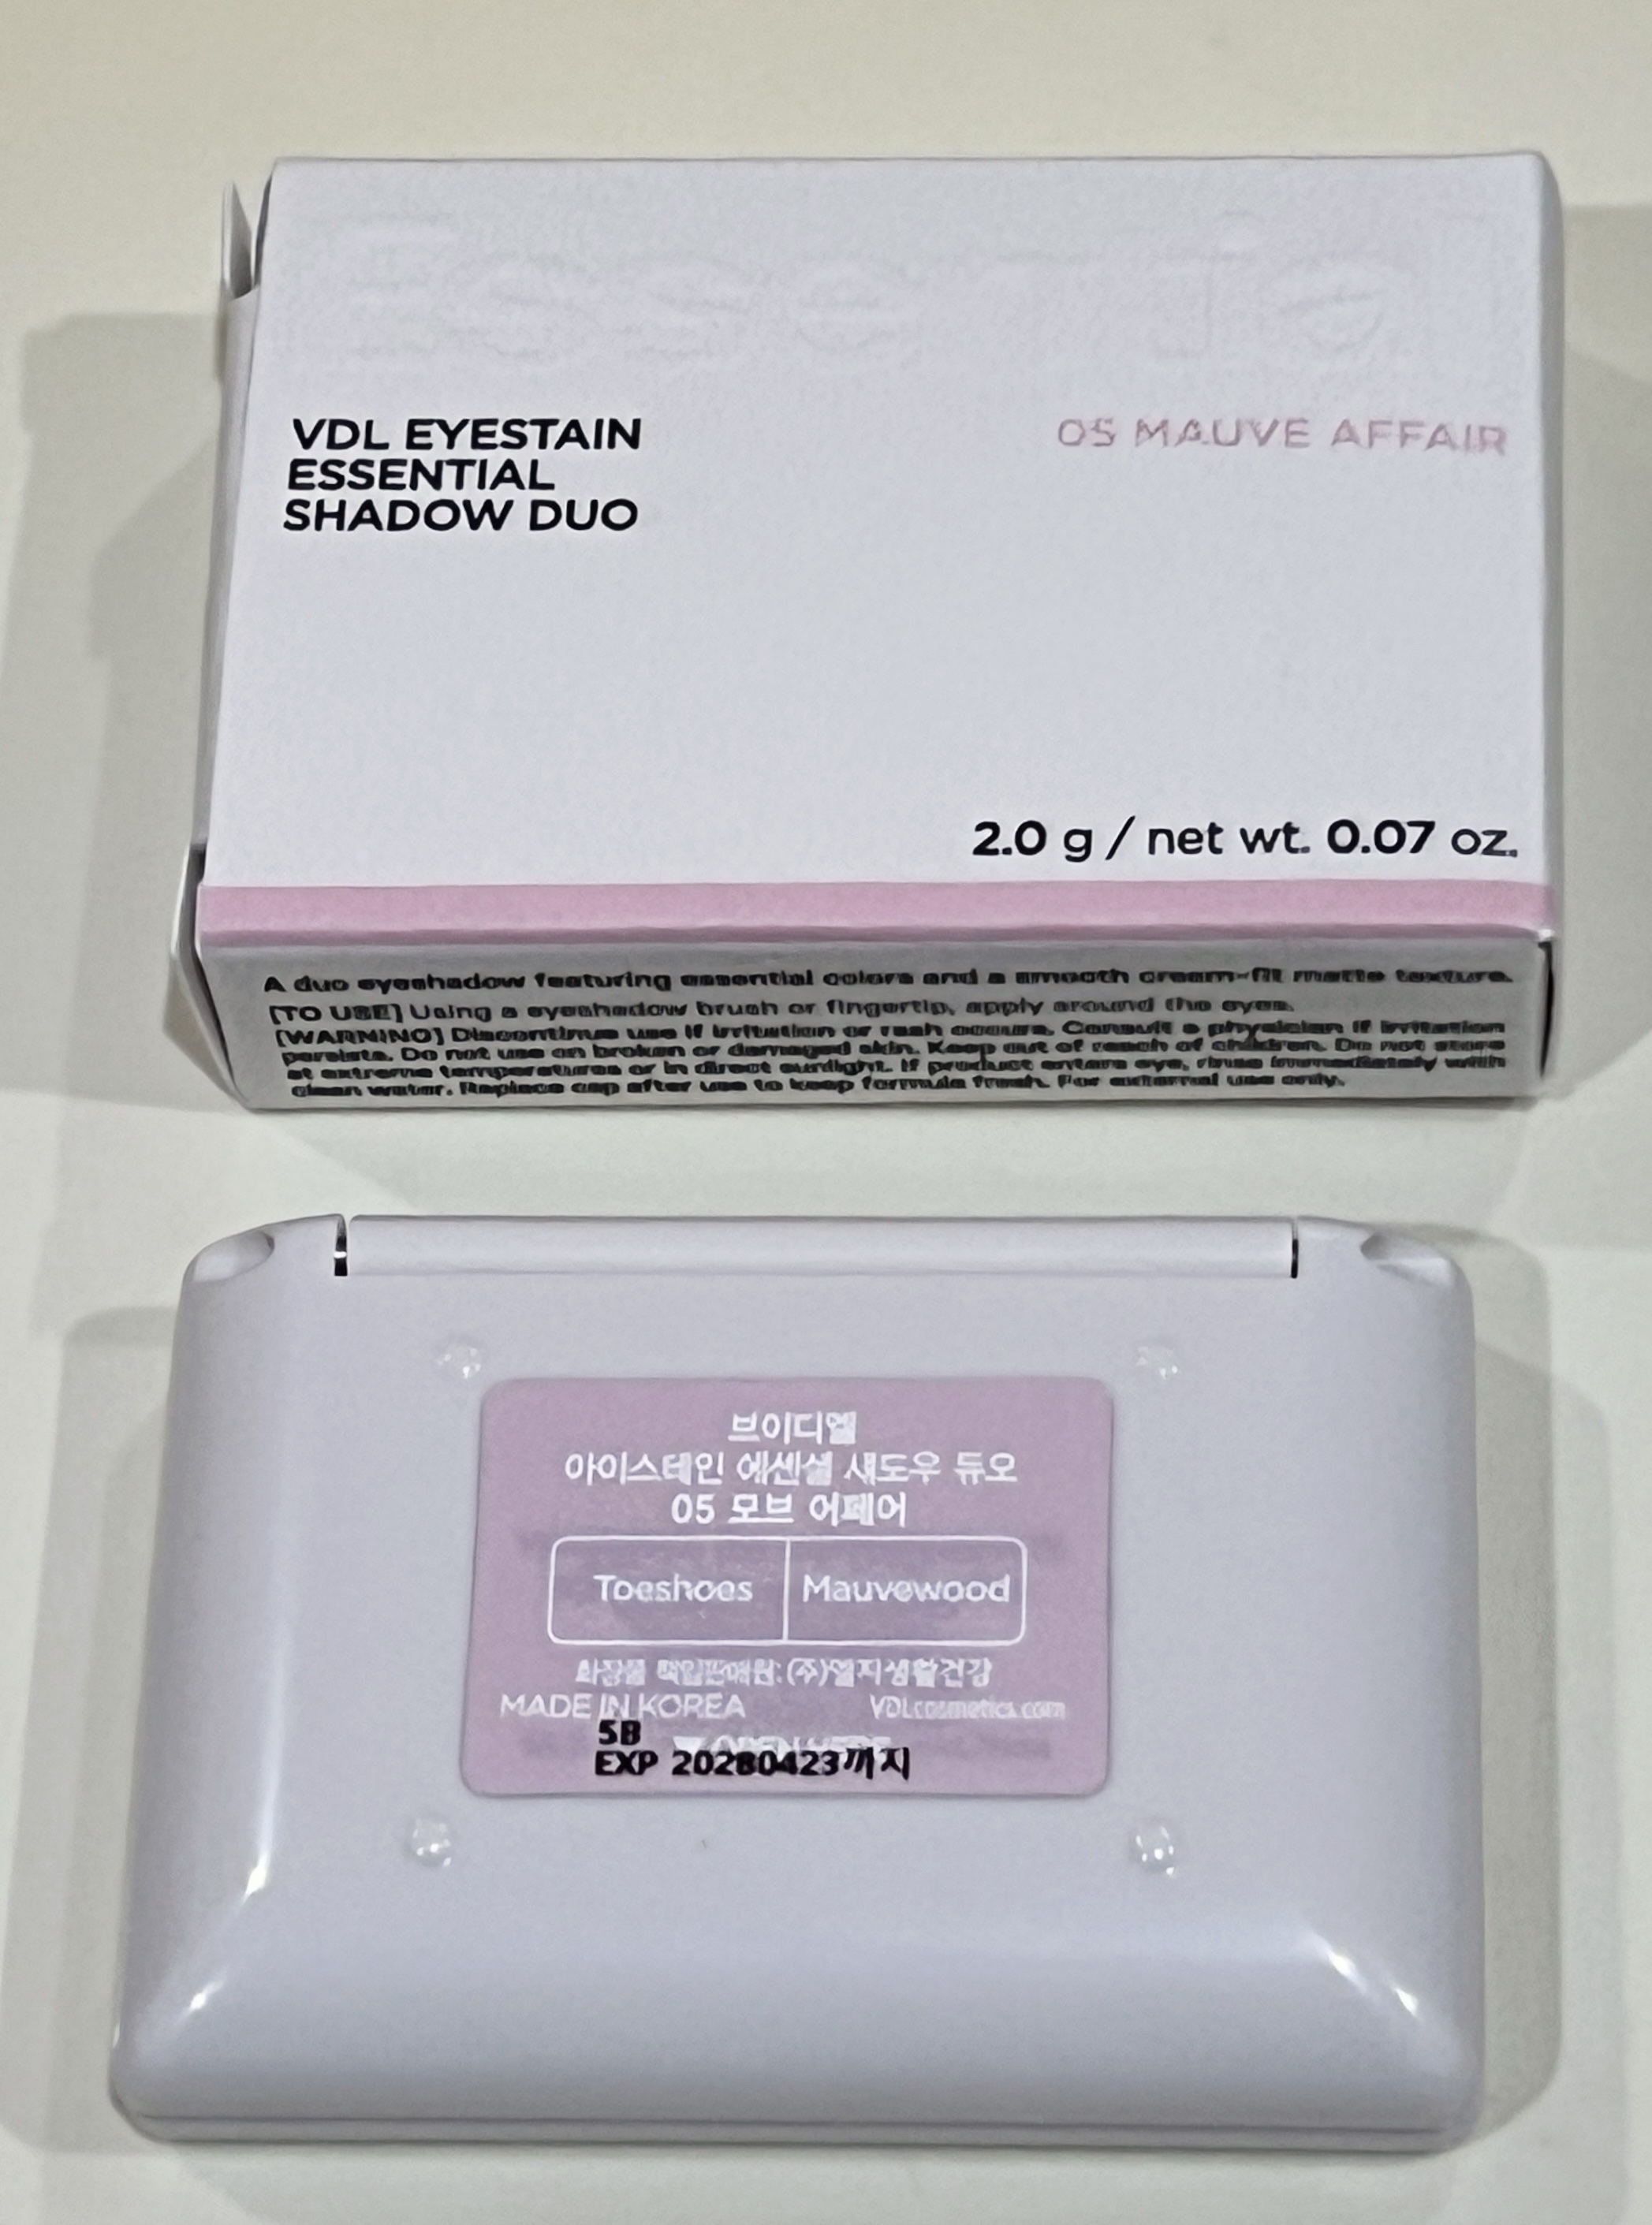 VDL EYESTAIN
ESSENTIAL
SHADOW DUO
05 MAUVE AFFAIR
2.0 g / net wt. 0.07 oz.
A duo eyeshadow featuring essential colors and a smooth cream-fit matte texture.
[TO USE] Using a eyeshadow brush or fingertip, apply around the eyes.
[WARNING] Discontinue use if irritation or rash occurs. Consult a physician if irritation
persists. Do not use on broken or damaged skin. Keep out of reach of children. Do not store
at extreme temperatures or in direct sunlight. If product enters eye, rinse immediately with
clean water. Replace cap after use to keep formula fresh. For external use only.
브이디엘
아이스테인 에센셜 섀도우 듀오
05 모브 어페어
Toeshoes
Mauvewood
화장품 책임판매업: (주)엘지생활건강
MADE IN KOREA
VDLcosmetics.com
5B
EXP 20280423까지